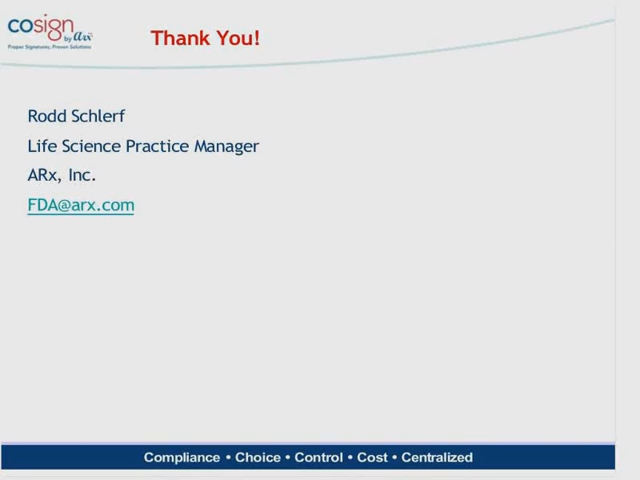 cosign
by arx
Proper Signatures, Proven Solutions
Thank You!
Rodd Schlerf
Life Science Practice Manager
ARx, Inc.
FDA@arx.com
Compliance • Choice • Control • Cost • Centralized